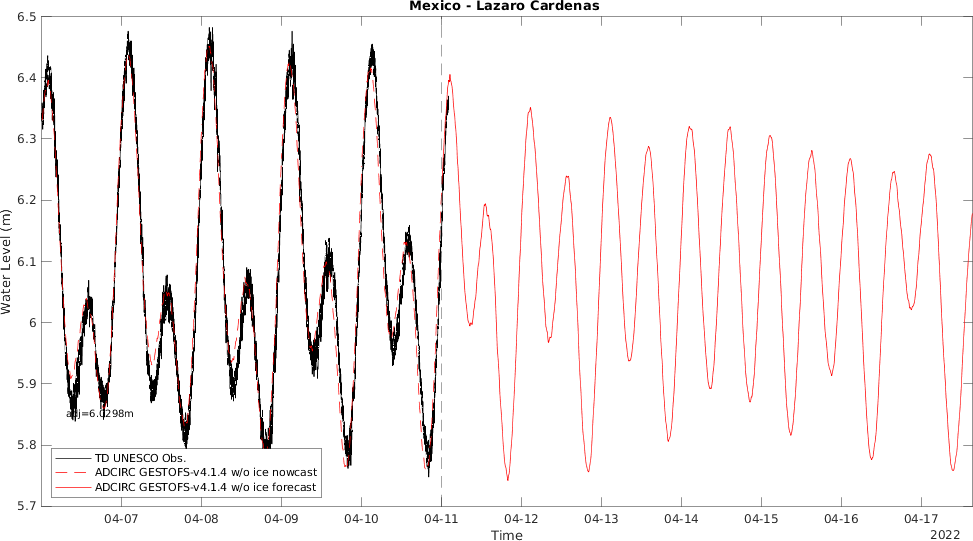 Mexico - Lazaro Cardenas
6.5
6.4
6.3
6.2
6.1
6
5.9
5.8
5.7
Water Level (m)
adj=6.0298m
TD UNESCO Obs.
ADCIRC GESTOFS-v4.1.4 w/o ice nowcast
ADCIRC GESTOFS-v4.1.4 w/o ice forecast
04-07 04-08 04-09 04-10 04-11 04-12 04-13 04-14 04-15 04-16 04-17
Time
2022